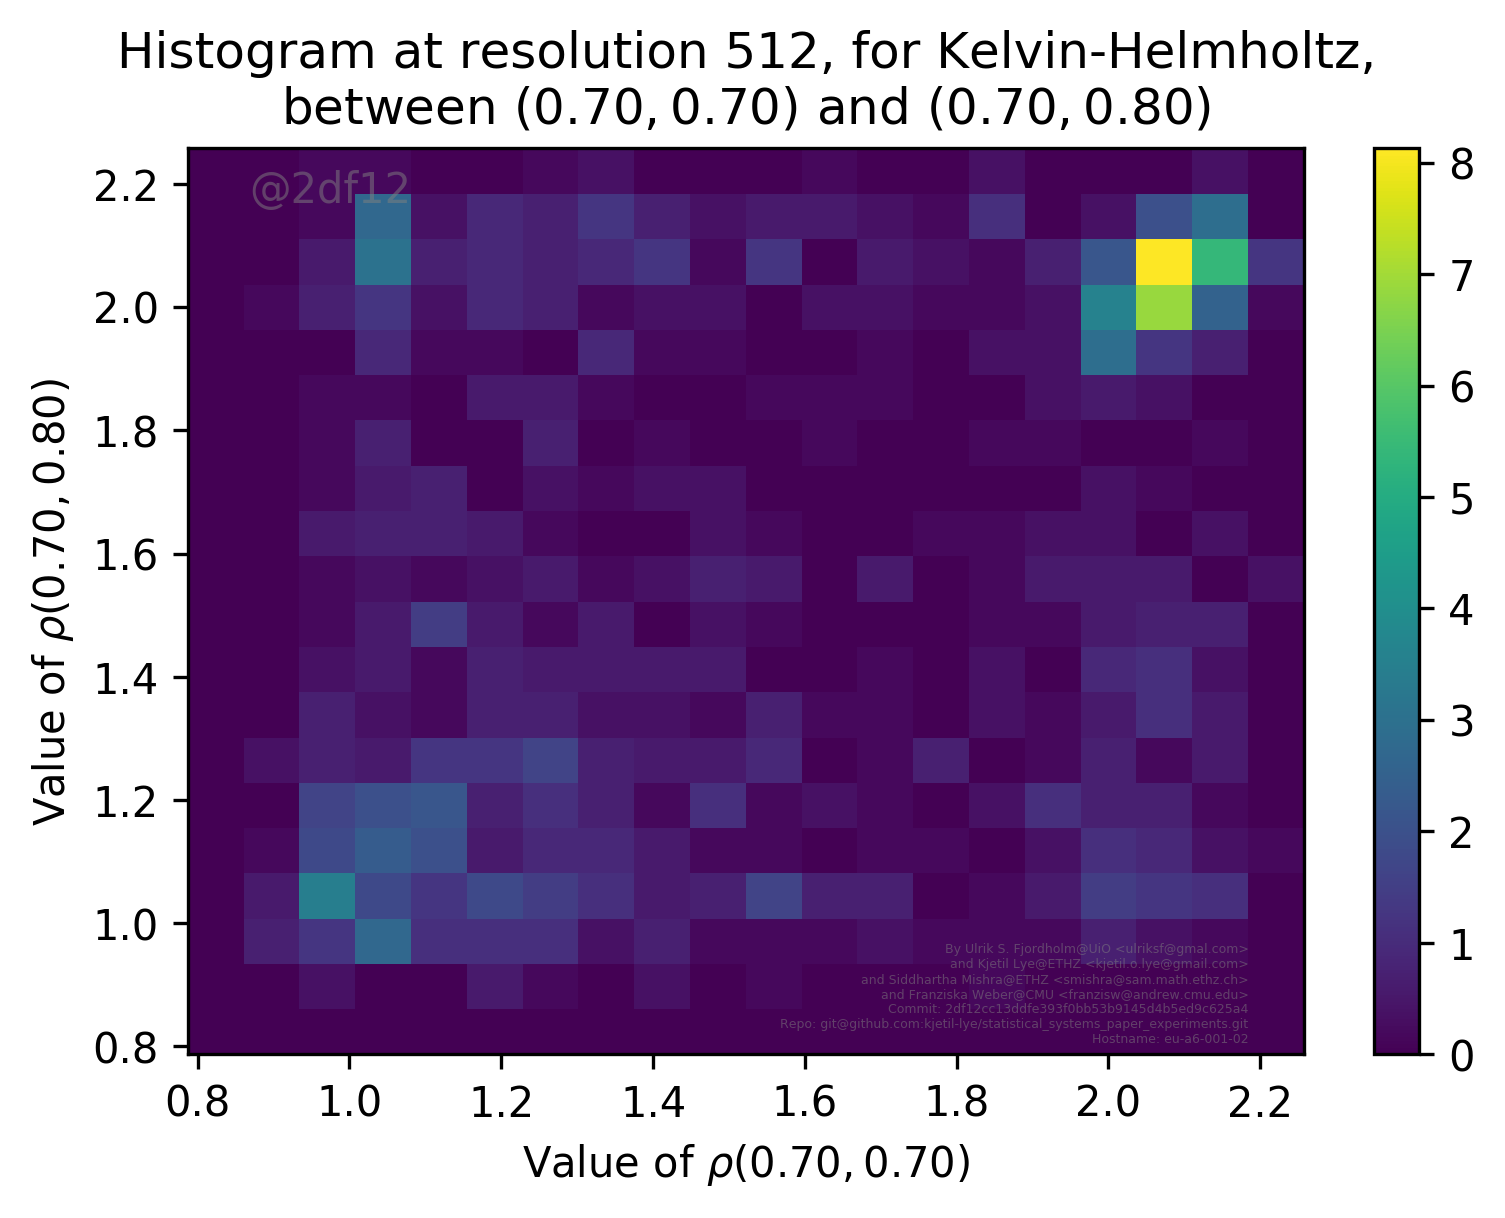 Histogram at resolution 512, for Kelvin-Helmholtz,
between (0.70, 0.70) and (0.70, 0.80)
@2df12
2.2
2.0
1.8
1.6
1.4
1.2
1.0
0.8
Value of ρ(0.70, 0.80)
0.8 1.0 1.2 1.4 1.6 1.8 2.0 2.2
Value of ρ(0.70, 0.70)
8
7
6
5
4
3
2
1
0
By Ulrik S. Fjordholm@UiO <ulriksf@gmal.com>
and Kjetil Lye@ETHZ <kjetil.o.lye@gmail.com>
and Siddhartha Mishra@ETHZ <smishra@sam.math.ethz.ch>
and Franziska Weber@CMU <franzisw@andrew.cmu.edu>
Commit: 2df12cc13ddfe393f0bb53b9145d4b5ed9c625a4
Repo: git@github.com:kjetil-lye/statistical_systems_paper_experiments.git
Hostname: eu-a6-001-02